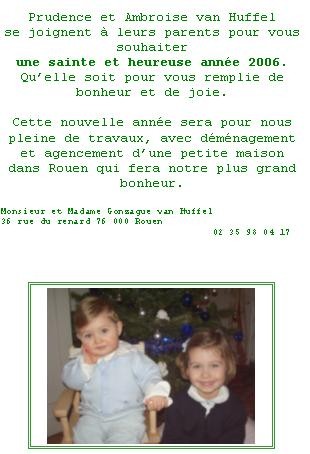 Prudence et Ambroise van Huffel
se joignent à leurs parents pour vous
souhaiter
une sainte et heureuse année 2006.
Qu'elle soit pour vous remplie de
bonheur et de joie.
Cette nouvelle année sera pour nous
pleine de travaux, avec déménagement
et agencement d'une petite maison
dans Rouen qui fera notre plus grand
bonheur.
Monsieur et Madame Gonzague van Huffel
36 rue du renard 76 000 Rouen
02 35 98 04 17